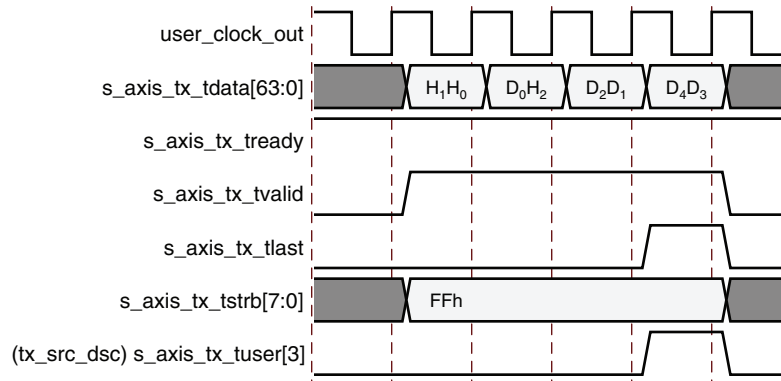 user_clock_out
s_axis_tx_tdata[63:0] H₁H₀ D₀H₂ D₂D₁ D₄D₃
s_axis_tx_tready
s_axis_tx_tvalid
s_axis_tx_tlast
s_axis_tx_tstrb[7:0] FFh
(tx_src_dsc) s_axis_tx_tuser[3]